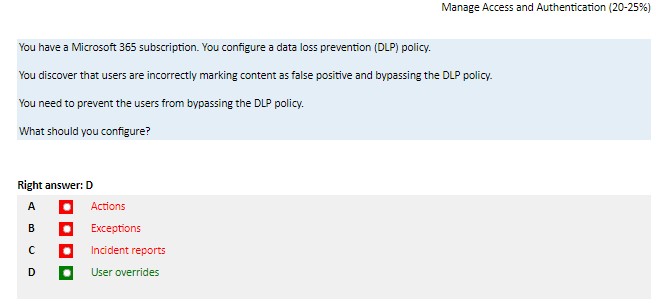 Manage Access and Authentication (20-25%)
You have a Microsoft 365 subscription. You configure a data loss prevention (DLP) policy.
You discover that users are incorrectly marking content as false positive and bypassing the DLP policy.
You need to prevent the users from bypassing the DLP policy.
What should you configure?
Right answer: D
A Actions
B Exceptions
C Incident reports
D User overrides